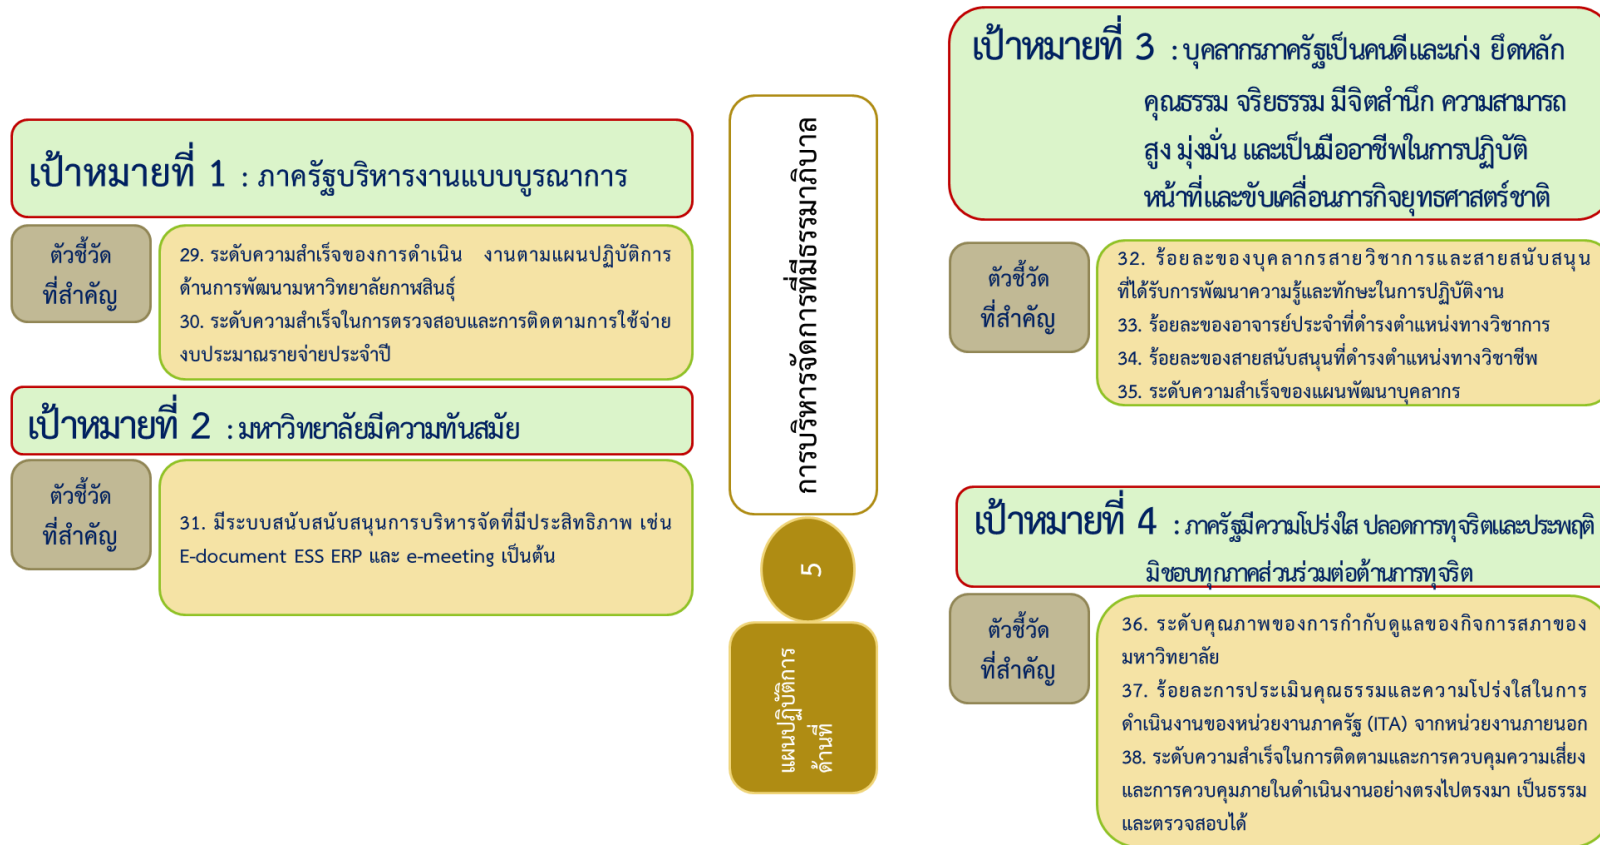 เป้าหมายที่ 1 : ภาครัฐบริหารงานแบบบูรณาการ
ตัวชี้วัด
ที่สำคัญ
29. ระดับความสำเร็จของการดำเนิน งานตามแผนปฏิบัติการ
ด้านการพัฒนามหาวิทยาลัยกาฬสินธุ์
30. ระดับความสำเร็จในการตรวจสอบและการติดตามการใช้จ่าย
งบประมาณรายจ่ายประจำปี
เป้าหมายที่ 2 : มหาวิทยาลัยมีความทันสมัย
ตัวชี้วัด
ที่สำคัญ
31. มีระบบสนับสนับสนุนการบริหารจัดที่มีประสิทธิภาพ เช่น
E-document ESS ERP และ e-meeting เป็นต้น
การบริหารจัดการที่มีธรรมาภิบาล
5
แผนปฏิบัติการ
ด้านที่
เป้าหมายที่ 3 : บุคลากรภาครัฐเป็นคนดีและเก่ง ยึดหลัก
คุณธรรม จริยธรรม มีจิตสำนึก ความสามารถ
สูง มุ่งมั่น และเป็นมืออาชีพในการปฏิบัติ
หน้าที่และขับเคลื่อนภารกิจยุทธศาสตร์ชาติ
ตัวชี้วัด
ที่สำคัญ
32. ร้อยละของบุคลากรสายวิชาการและสายสนับสนุน
ที่ได้รับการพัฒนาความรู้และทักษะในการปฏิบัติงาน
33. ร้อยละของอาจารย์ประจำที่ดำรงตำแหน่งทางวิชาการ
34. ร้อยละของสายสนับสนุนที่ดำรงตำแหน่งทางวิชาชีพ
35. ระดับความสำเร็จของแผนพัฒนาบุคลากร
เป้าหมายที่ 4 : ภาครัฐมีความโปร่งใส ปลอดการทุจริตและประพฤติ
มิชอบทุกภาคส่วนร่วมต่อต้านการทุจริต
ตัวชี้วัด
ที่สำคัญ
36. ระดับคุณภาพของการกำกับดูแลของกิจการสภาของ
มหาวิทยาลัย
37. ร้อยละการประเมินคุณธรรมและความโปร่งใสในการ
ดำเนินงานของหน่วยงานภาครัฐ (ITA) จากหน่วยงานภายนอก
38. ระดับความสำเร็จในการติดตามและการควบคุมความเสี่ยง
และการควบคุมภายในดำเนินงานอย่างตรงไปตรงมา เป็นธรรม
และตรวจสอบได้